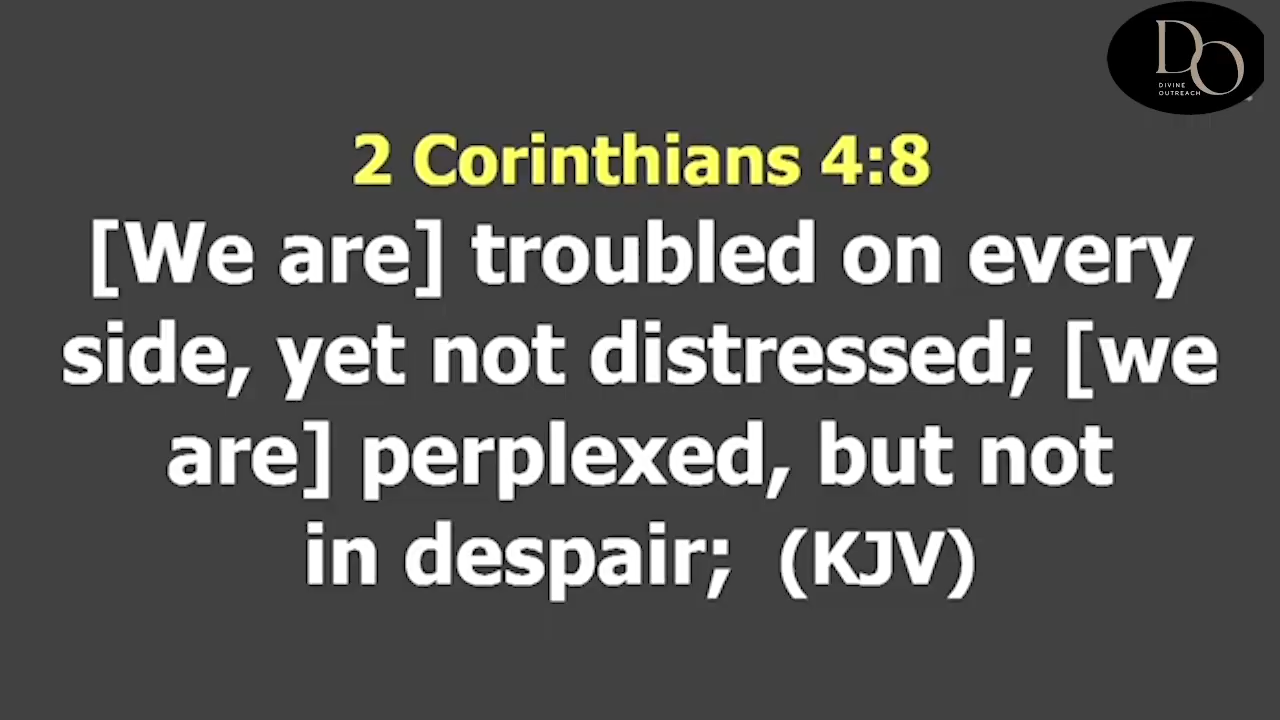 DO
DIVINE
OUTREACH
2 Corinthians 4:8
[We are] troubled on every
side, yet not distressed; [we
are] perplexed, but not
in despair; (KJV)